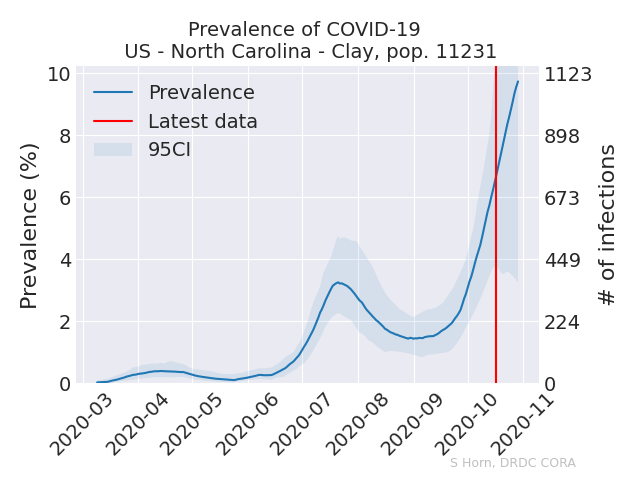 Prevalence of COVID-19
US - North Carolina - Clay, pop. 11231
Prevalence
Latest data
95CI
Prevalence (%)
10
8
6
4
2
0
1123
898
673
449
224
0
# of infections
2020-03
2020-04
2020-05
2020-06
2020-07
2020-08
2020-09
2020-10
2020-11
S Horn, DRDC CORA